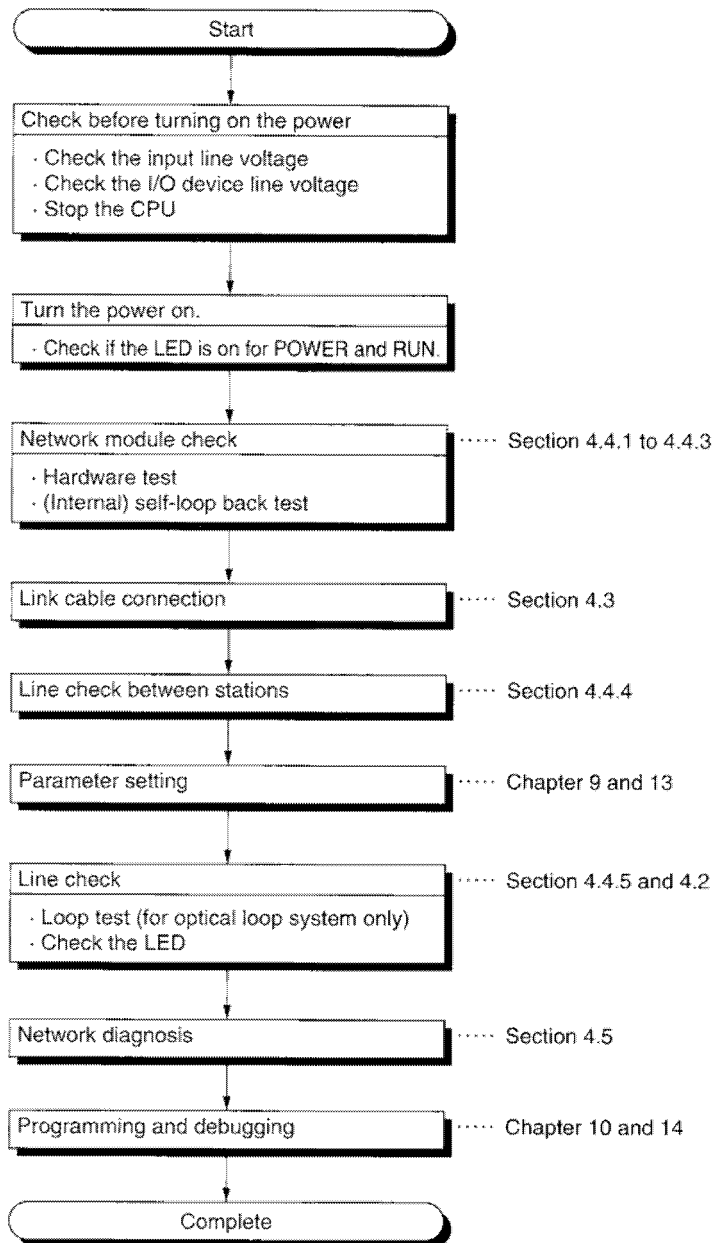 Start
Check before turning on the power
· Check the input line voltage
· Check the I/O device line voltage
· Stop the CPU
Turn the power on.
· Check if the LED is on for POWER and RUN.
Network module check ····· Section 4.4.1 to 4.4.3
· Hardware test
· (Internal) self-loop back test
Link cable connection ····· Section 4.3
Line check between stations ····· Section 4.4.4
Parameter setting ····· Chapter 9 and 13
Line check ····· Section 4.4.5 and 4.2
· Loop test (for optical loop system only)
· Check the LED
Network diagnosis ····· Section 4.5
Programming and debugging ····· Chapter 10 and 14
Complete